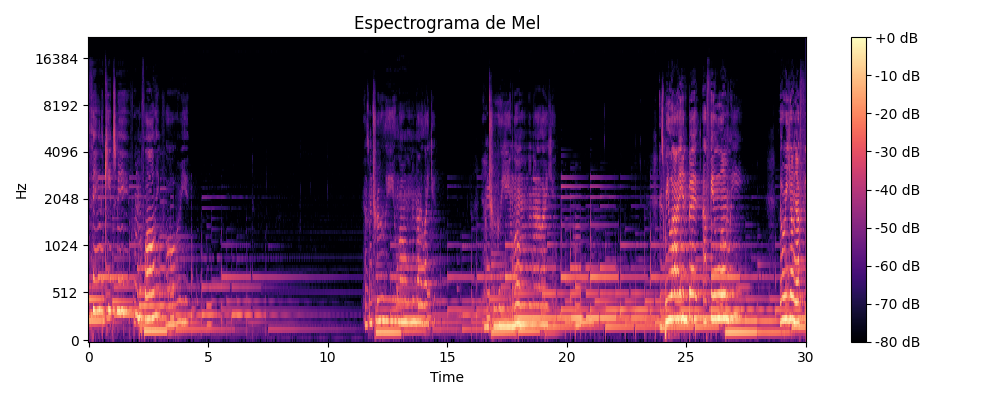 Espectrograma de Mel
Hz
16384
8192
4096
2048
1024
512
0
0 5 10 15 20 25 30
Time
+0 dB
-10 dB
-20 dB
-30 dB
-40 dB
-50 dB
-60 dB
-70 dB
-80 dB